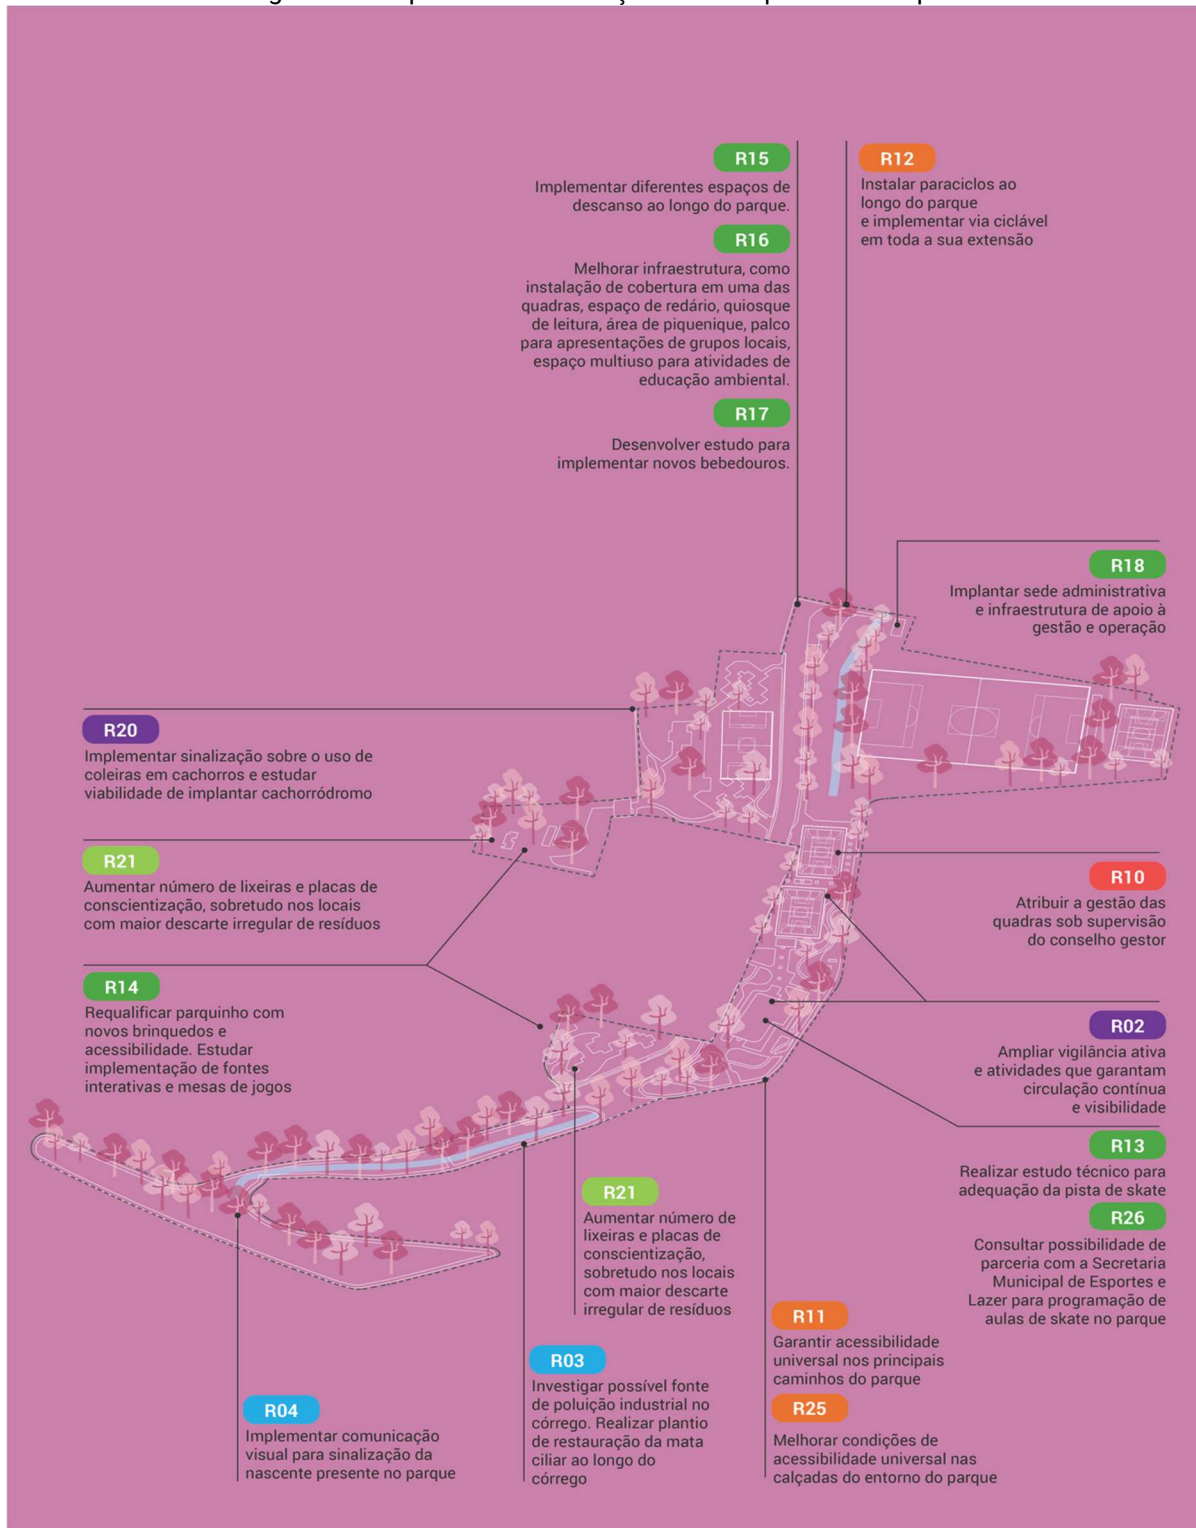 R15
Implementar diferentes espaços de
descanso ao longo do parque.
R16
Melhorar infraestrutura, como
instalação de cobertura em uma das
quadras, espaço de redário, quiosque
de leitura, área de piquenique, palco
para apresentações de grupos locais,
espaço multiuso para atividades de
educação ambiental.
R17
Desenvolver estudo para
implementar novos bebedouros.
R12
Instalar paraciclos ao
longo do parque
e implementar via ciclável
em toda a sua extensão
R18
Implantar sede administrativa
e infraestrutura de apoio à
gestão e operação
R20
Implementar sinalização sobre o uso de
coleiras em cachorros e estudar
viabilidade de implantar cachorródromo
R21
Aumentar número de lixeiras e placas de
conscientização, sobretudo nos locais
com maior descarte irregular de resíduos
R10
Atribuir a gestão das
quadras sob supervisão
do conselho gestor
R14
Requalificar parquinho com
novos brinquedos e
acessibilidade. Estudar
implementação de fontes
interativas e mesas de jogos
R02
Ampliar vigilância ativa
e atividades que garantam
circulação contínua
e visibilidade
R13
Realizar estudo técnico para
adequação da pista de skate
R26
Consultar possibilidade de
parceria com a Secretaria
Municipal de Esportes e
Lazer para programação de
aulas de skate no parque
R21
Aumentar número de
lixeiras e placas de
conscientização,
sobretudo nos locais
com maior descarte
irregular de resíduos
R11
Garantir acessibilidade
universal nos principais
caminhos do parque
R25
Melhorar condições de
acessibilidade universal nas
calçadas do entorno do parque
R03
Investigar possível fonte
de poluição industrial no
córrego. Realizar plantio
de restauração da mata
ciliar ao longo do
córrego
R04
Implementar comunicação
visual para sinalização da
nascente presente no parque